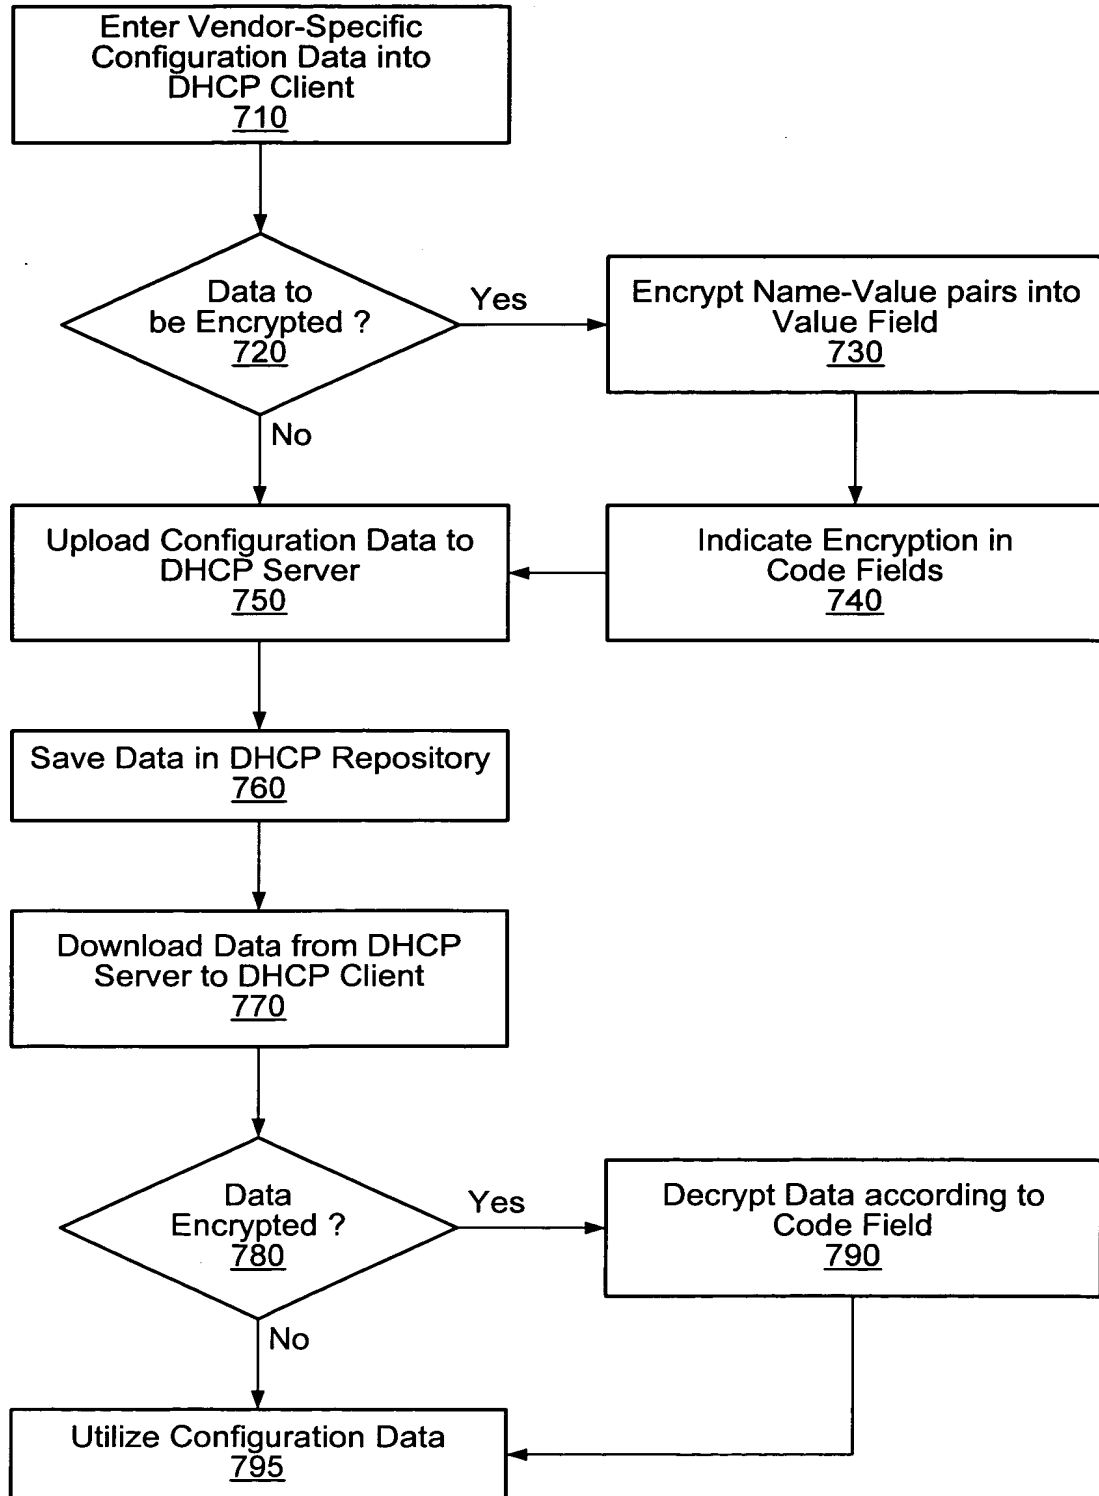 Enter Vendor-Specific
Configuration Data into
DHCP Client
710
Data to
be Encrypted ?
720
Yes
Encrypt Name-Value pairs into
Value Field
730
No
Upload Configuration Data to
DHCP Server
750
Indicate Encryption in
Code Fields
740
Save Data in DHCP Repository
760
Download Data from DHCP
Server to DHCP Client
770
Data
Encrypted ?
780
Yes
Decrypt Data according to
Code Field
790
No
Utilize Configuration Data
795